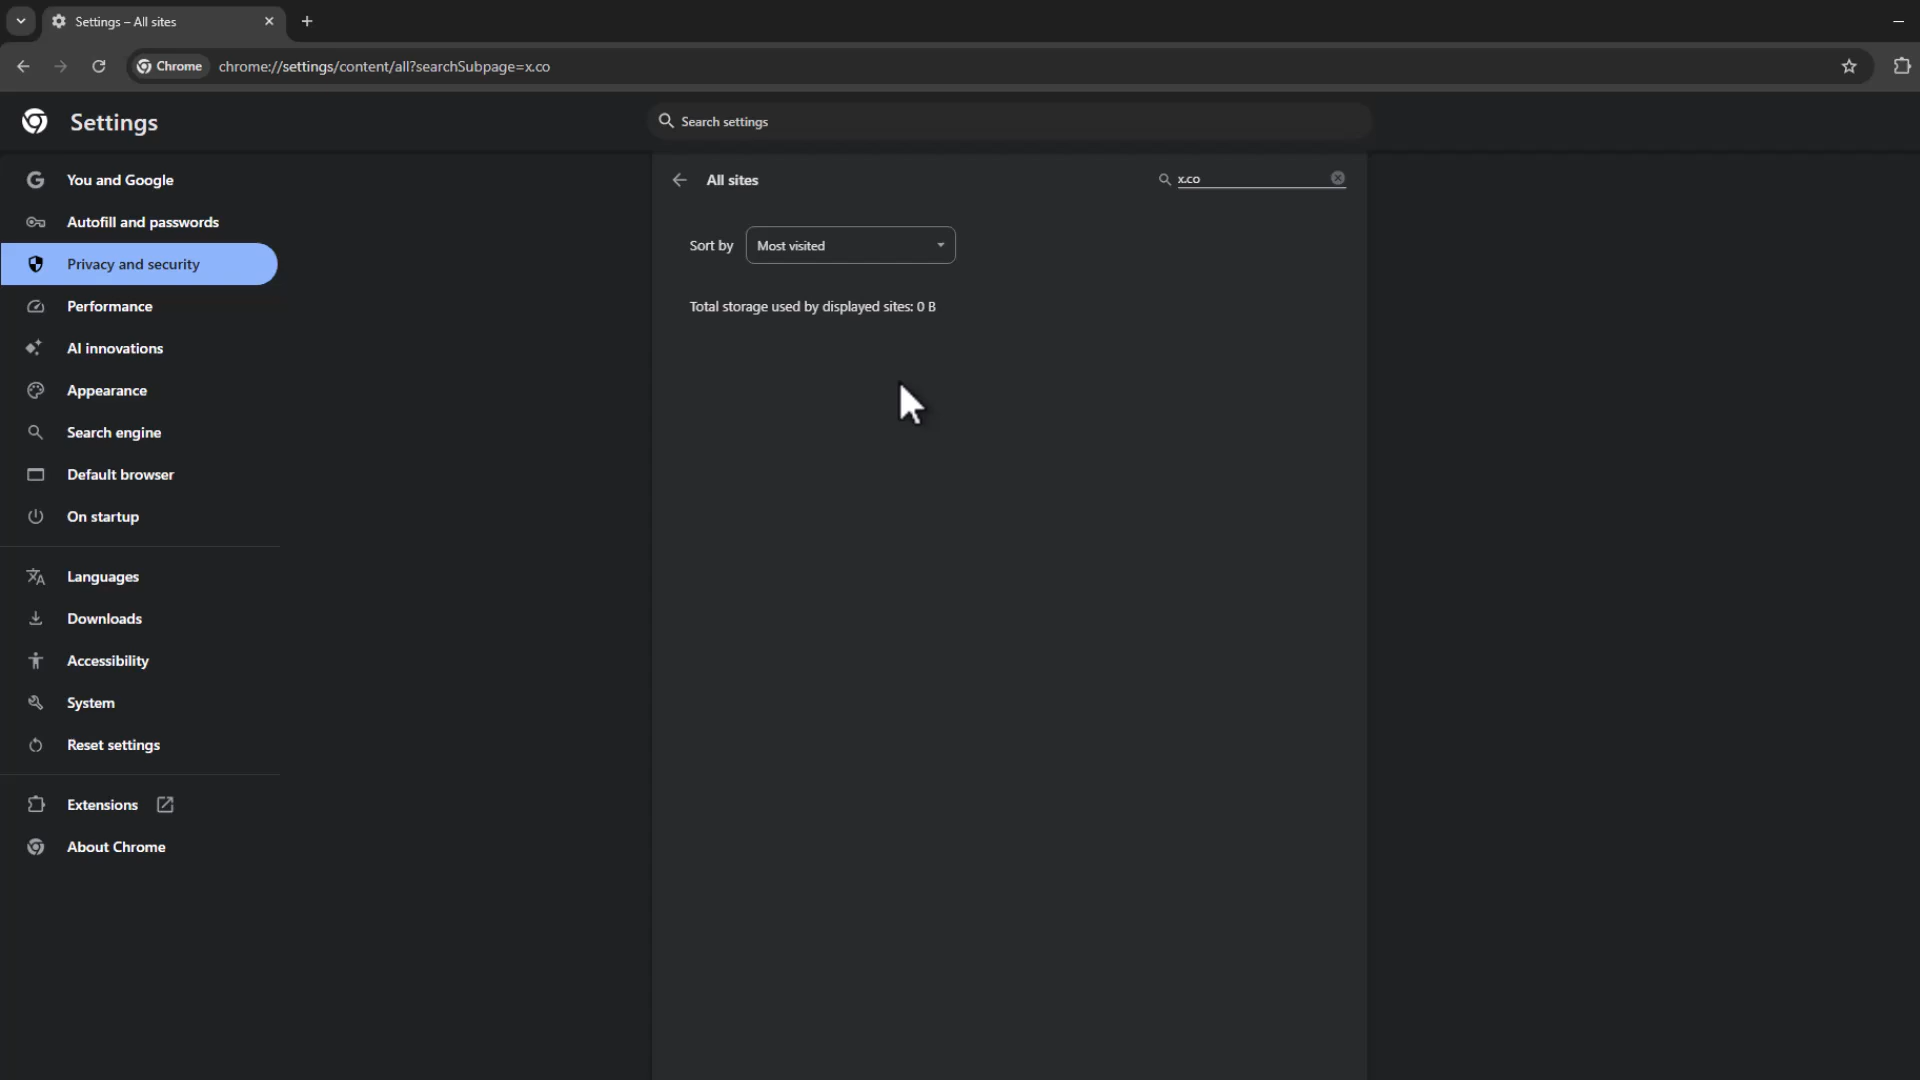 Settings – All sites
Chrome
chrome://settings/content/all?searchSubpage=x.co
Settings
Search settings
You and Google
Autofill and passwords
Privacy and security
Performance
AI innovations
Appearance
Search engine
Default browser
On startup
Languages
Downloads
Accessibility
System
Reset settings
Extensions
About Chrome
All sites
x.co
Sort by
Most visited
Total storage used by displayed sites: 0 B